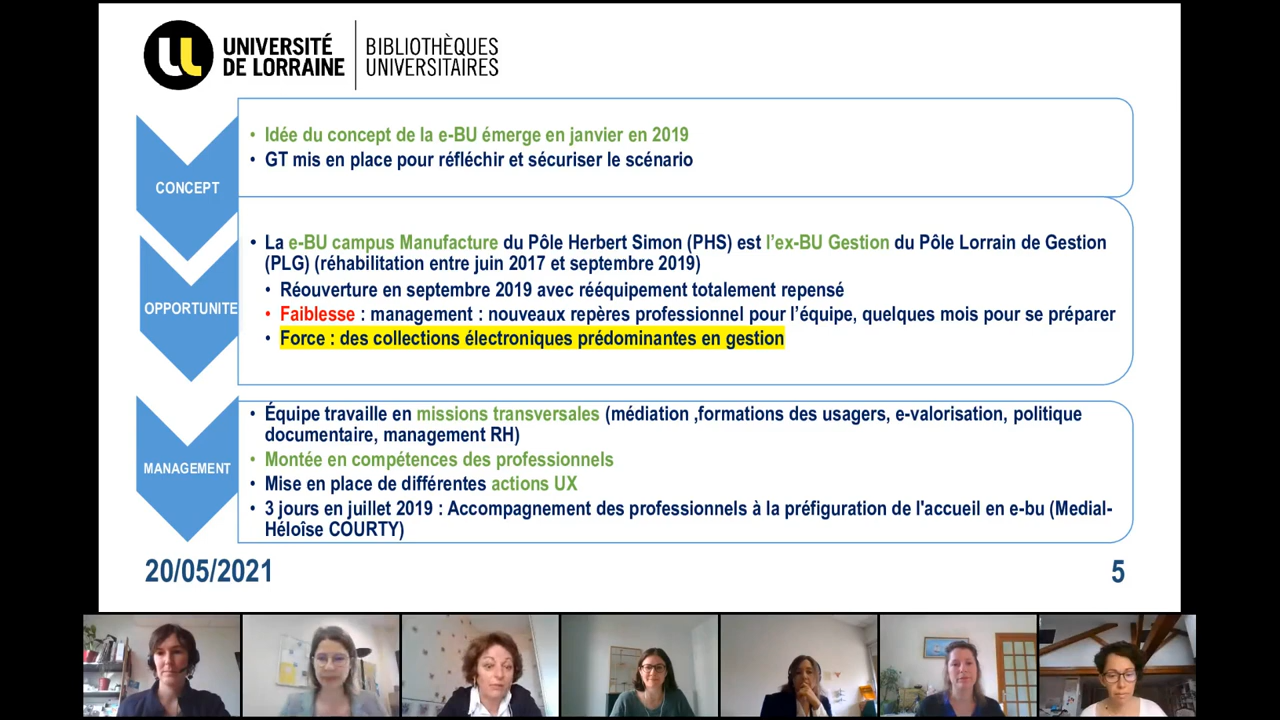 UNIVERSITÉ
DE LORRAINE
BIBLIOTHÈQUES
UNIVERSITAIRES
CONCEPT
• Idée du concept de la e-BU émerge en janvier en 2019
• GT mis en place pour réfléchir et sécuriser le scénario
OPPORTUNITE
• La e-BU campus Manufacture du Pôle Herbert Simon (PHS) est l'ex-BU Gestion du Pôle Lorrain de Gestion
(PLG) (réhabilitation entre juin 2017 et septembre 2019)
• Réouverture en septembre 2019 avec rééquipement totalement repensé
• Faiblesse : management : nouveaux repères professionnel pour l'équipe, quelques mois pour se préparer
• Force : des collections électroniques prédominantes en gestion
MANAGEMENT
• Équipe travaille en missions transversales (médiation ,formations des usagers, e-valorisation, politique
documentaire, management RH)
• Montée en compétences des professionnels
• Mise en place de différentes actions UX
• 3 jours en juillet 2019 : Accompagnement des professionnels à la préfiguration de l'accueil en e-bu (Medial-
Héloîse COURTY)
20/05/2021
5